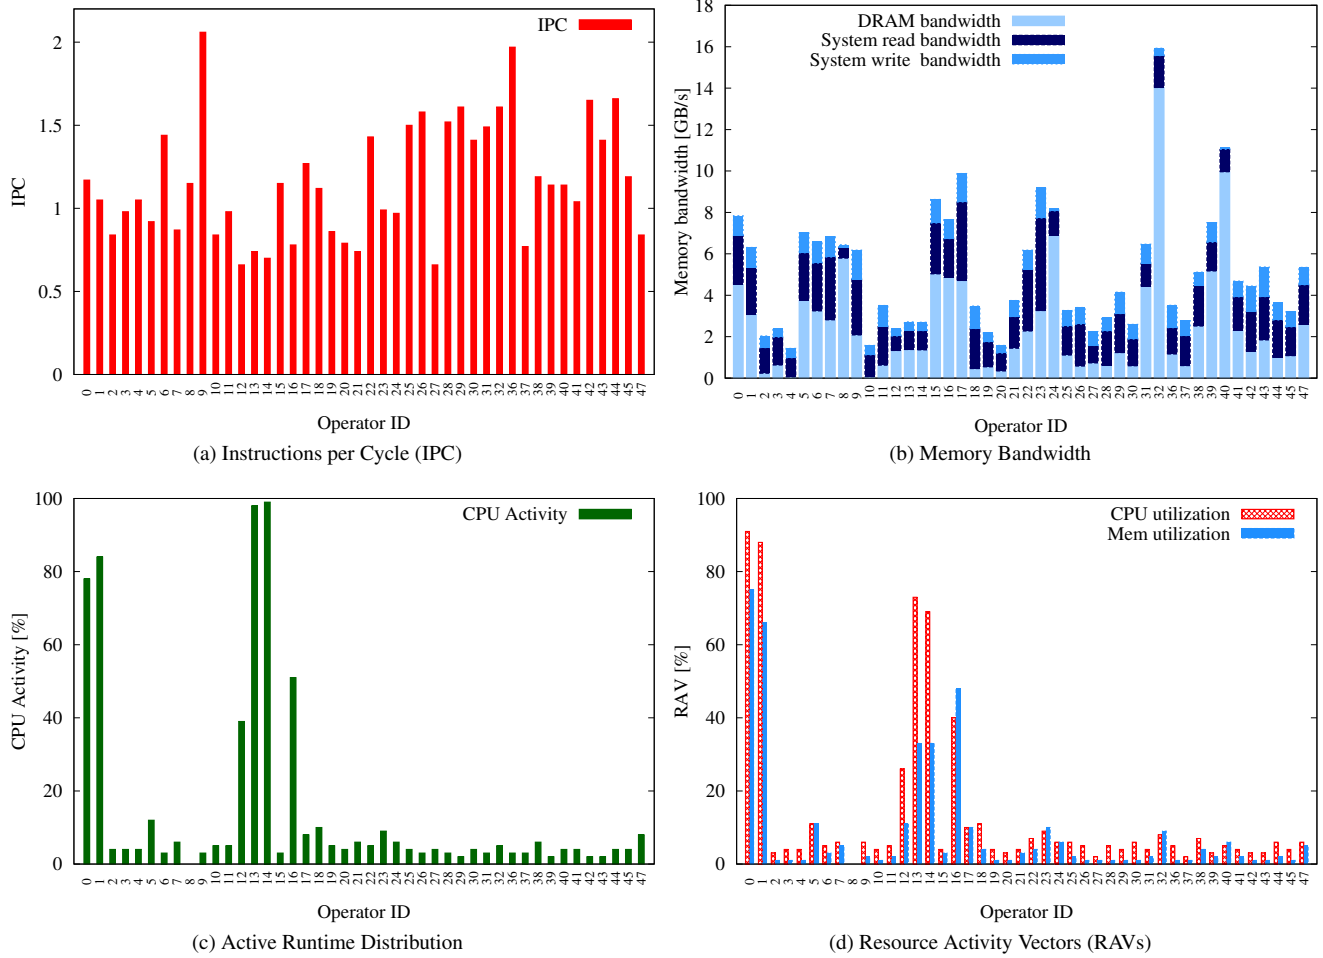 IPC
2
1.5
1
0.5
0
IPC
0 1 2 3 4 5 6 7 8 9 10 11 12 13 14 15 16 17 18 19 20 21 22 23 24 25 26 27 28 29 30 31 32 36 37 38 39 40 41 42 43 44 45 47
Operator ID
(a) Instructions per Cycle (IPC)
DRAM bandwidth
System read bandwidth
System write bandwidth
18
16
14
12
10
8
6
4
2
0
Memory bandwidth [GB/s]
0 1 2 3 4 5 6 7 8 9 10 11 12 13 14 15 16 17 18 19 20 21 22 23 24 25 26 27 28 29 30 31 32 36 37 38 39 40 41 42 43 44 45 47
Operator ID
(b) Memory Bandwidth
CPU Activity
100
80
60
40
20
0
CPU Activity [%]
0 1 2 3 4 5 6 7 8 9 10 11 12 13 14 15 16 17 18 19 20 21 22 23 24 25 26 27 28 29 30 31 32 36 37 38 39 40 41 42 43 44 45 47
Operator ID
(c) Active Runtime Distribution
CPU utilization
Mem utilization
100
80
60
40
20
0
RAV [%]
0 1 2 3 4 5 6 7 8 9 10 11 12 13 14 15 16 17 18 19 20 21 22 23 24 25 26 27 28 29 30 31 32 36 37 38 39 40 41 42 43 44 45 47
Operator ID
(d) Resource Activity Vectors (RAVs)